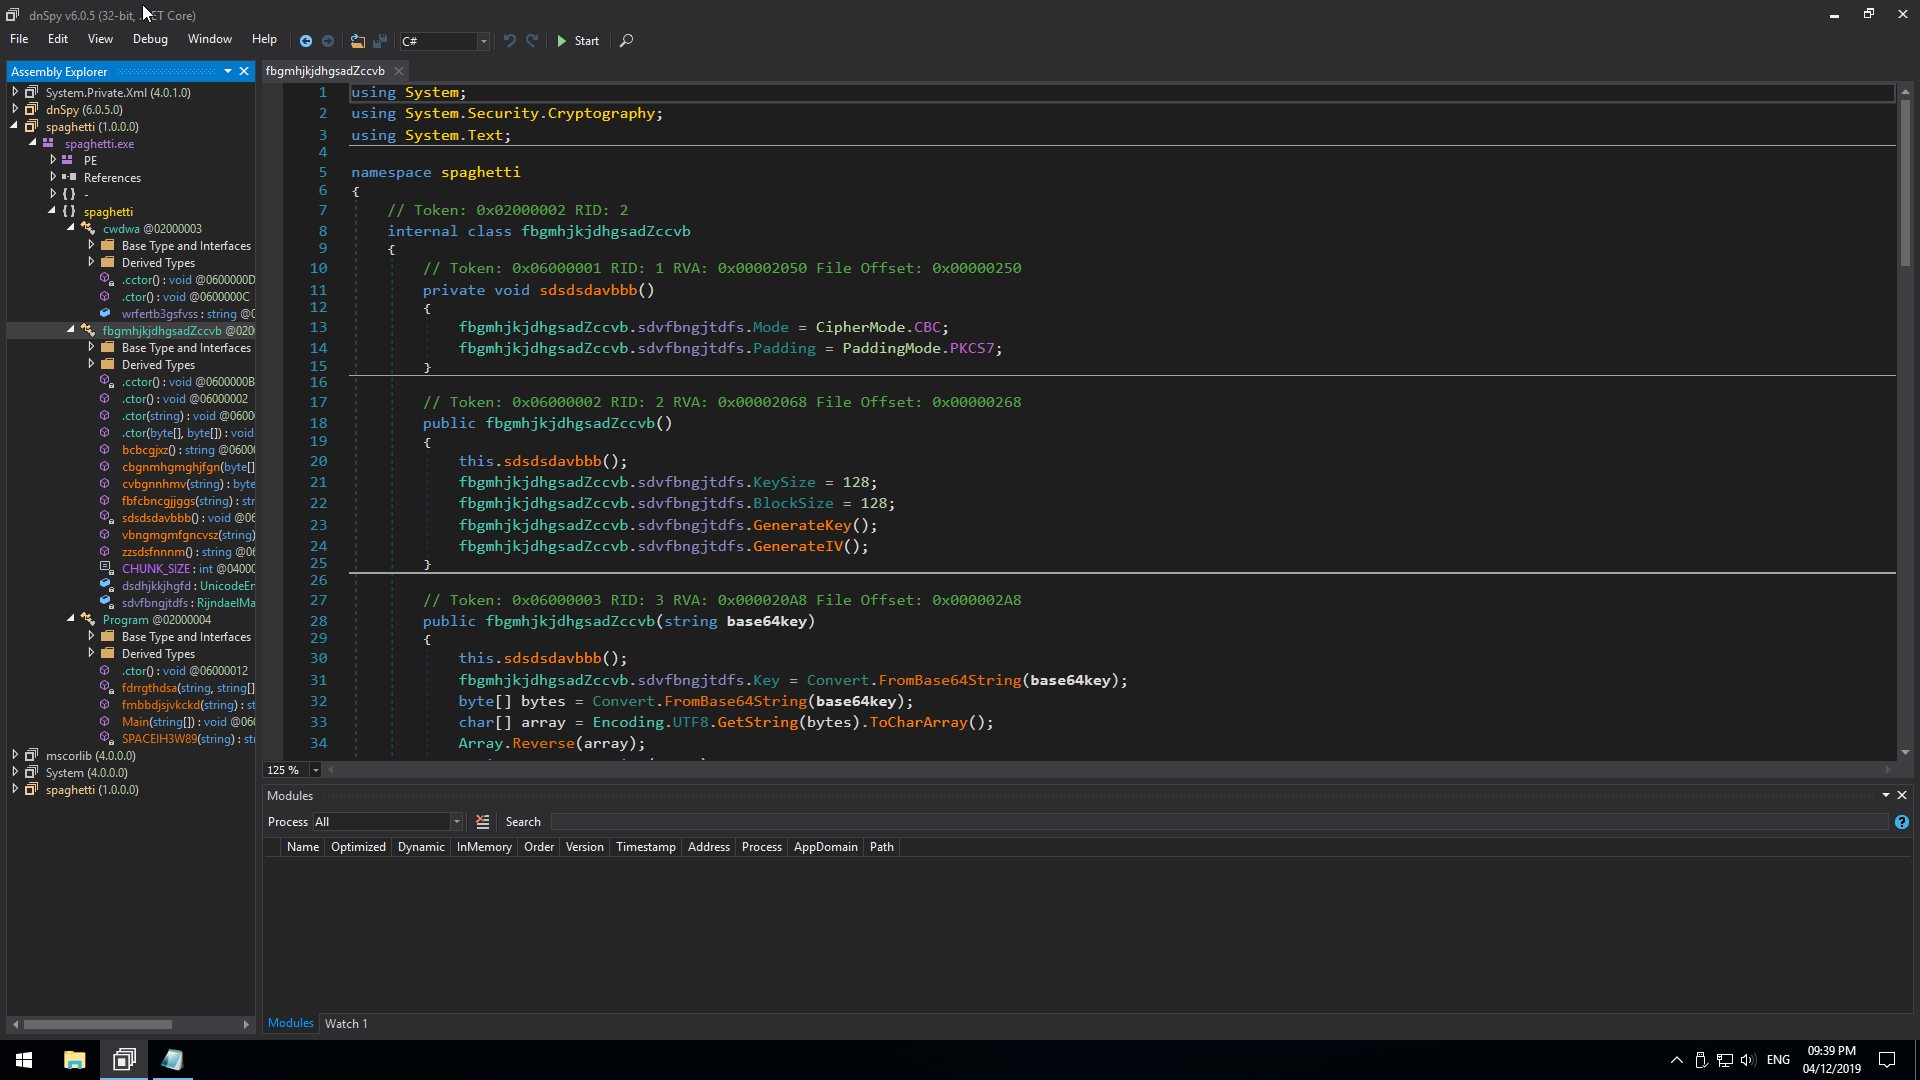 dnSpy v6.0.5 (32-bit, .NET Core)
File Edit View Debug Window Help C# Start
Assembly Explorer
System.Private.Xml (4.0.1.0)
dnSpy (6.0.5.0)
spaghetti (1.0.0.0)
spaghetti.exe
PE
References
{} -
{} spaghetti
cwdwa @02000003
Base Type and Interfaces
Derived Types
.cctor() : void @0600000D
.ctor() : void @0600000C
wrfertb3gsfvss : string @0
fbgmhjkjdhgsadZccvb @020
Base Type and Interfaces
Derived Types
.cctor() : void @0600000B
.ctor() : void @06000002
.ctor(string) : void @0600
.ctor(byte[], byte[]) : void
bcbcgjxz() : string @0600
cbgnmhgmghjfgn(byte[]
cvbgnnhmv(string) : byte
fbfcbncgjjggs(string) : str
sdsdsdavbbb() : void @06
vbngmgmfgncvsz(string)
zzsdsfnnnm() : string @06
CHUNK_SIZE : int @04000
dsdhjkkjhgfd : UnicodeEn
sdvfbngjtdfs : RijndaelMa
Program @02000004
Base Type and Interfaces
Derived Types
.ctor() : void @06000012
fdrrgthdsa(string, string[]
fmbbdjsjvkckd(string) : st
Main(string[]) : void @060
SPACEIH3W89(string) : str
mscorlib (4.0.0.0)
System (4.0.0.0)
spaghetti (1.0.0.0)
fbgmhjkjdhgsadZccvb
1 using System;
2 using System.Security.Cryptography;
3 using System.Text;
4
5 namespace spaghetti
6 {
7 // Token: 0x02000002 RID: 2
8 internal class fbgmhjkjdhgsadZccvb
9 {
10 // Token: 0x06000001 RID: 1 RVA: 0x00002050 File Offset: 0x00000250
11 private void sdsdsdavbbb()
12 {
13 fbgmhjkjdhgsadZccvb.sdvfbngjtdfs.Mode = CipherMode.CBC;
14 fbgmhjkjdhgsadZccvb.sdvfbngjtdfs.Padding = PaddingMode.PKCS7;
15 }
16
17 // Token: 0x06000002 RID: 2 RVA: 0x00002068 File Offset: 0x00000268
18 public fbgmhjkjdhgsadZccvb()
19 {
20 this.sdsdsdavbbb();
21 fbgmhjkjdhgsadZccvb.sdvfbngjtdfs.KeySize = 128;
22 fbgmhjkjdhgsadZccvb.sdvfbngjtdfs.BlockSize = 128;
23 fbgmhjkjdhgsadZccvb.sdvfbngjtdfs.GenerateKey();
24 fbgmhjkjdhgsadZccvb.sdvfbngjtdfs.GenerateIV();
25 }
26
27 // Token: 0x06000003 RID: 3 RVA: 0x000020A8 File Offset: 0x000002A8
28 public fbgmhjkjdhgsadZccvb(string base64key)
29 {
30 this.sdsdsdavbbb();
31 fbgmhjkjdhgsadZccvb.sdvfbngjtdfs.Key = Convert.FromBase64String(base64key);
32 byte[] bytes = Convert.FromBase64String(base64key);
33 char[] array = Encoding.UTF8.GetString(bytes).ToCharArray();
34 Array.Reverse(array);
125 %
Modules
Process All Search
Name Optimized Dynamic InMemory Order Version Timestamp Address Process AppDomain Path
Modules Watch 1
ENG
09:39 PM
04/12/2019